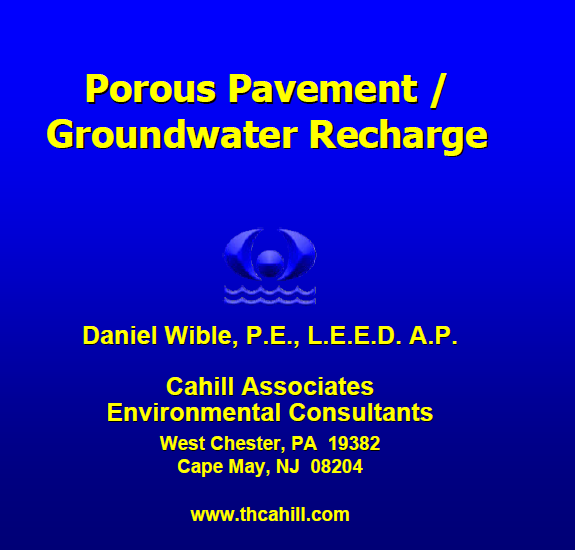 Porous Pavement /
Groundwater Recharge
Daniel Wible, P.E., L.E.E.D. A.P.
Cahill Associates
Environmental Consultants
West Chester, PA 19382
Cape May, NJ 08204
www.thcahill.com